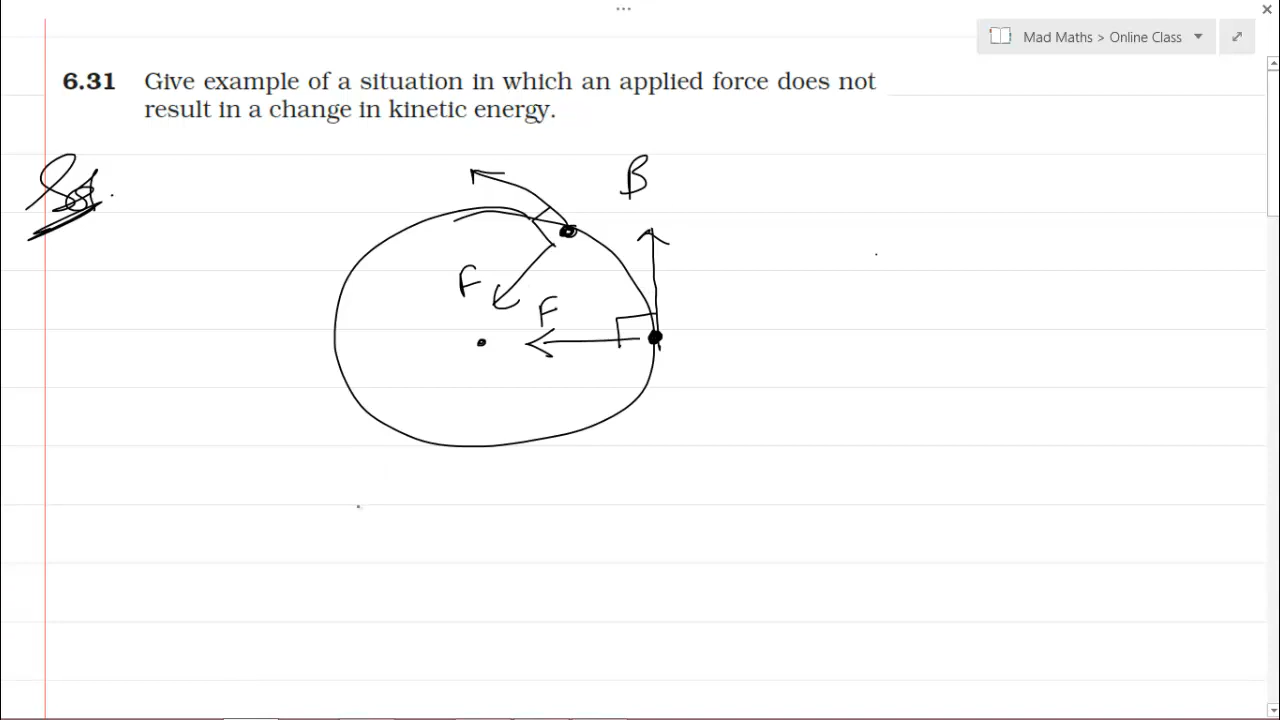 Mad Maths > Online Class
6.31 Give example of a situation in which an applied force does not
result in a change in kinetic energy.
Sol.
B
F
F